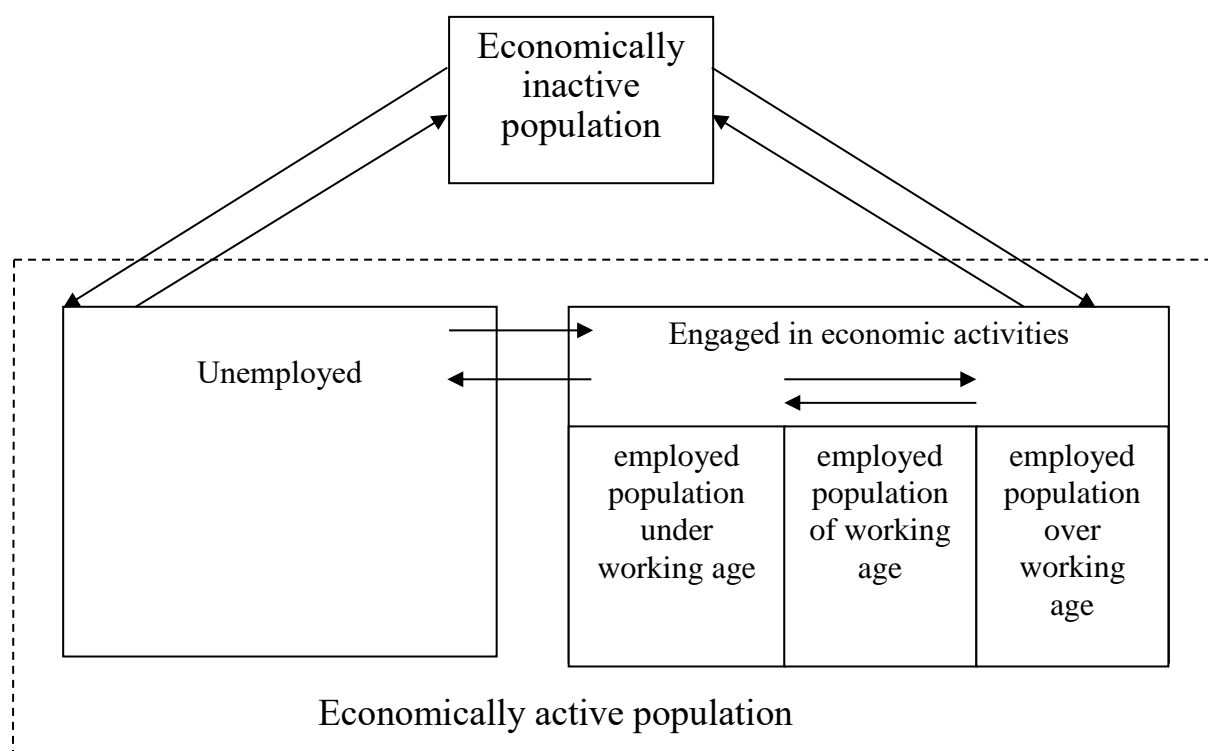 Economically
inactive
population
Unemployed
Engaged in economic activities
employed
population
under
working age
employed
population
of working
age
employed
population
over
working
age
Economically active population